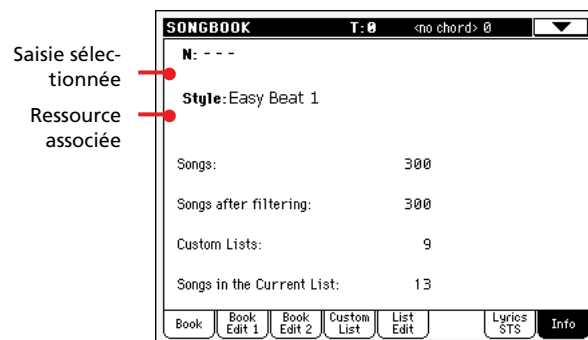 SONGBOOK T:0 <no chord> 0
N: - - -
Saisie sélec-
tionnée
Style: Easy Beat 1
Ressource
associée
Songs: 300
Songs after filtering: 300
Custom Lists: 9
Songs in the Current List: 13
Book
Book
Edit 1
Book
Edit 2
Custom
List
List
Edit
Lyrics
STS
Info